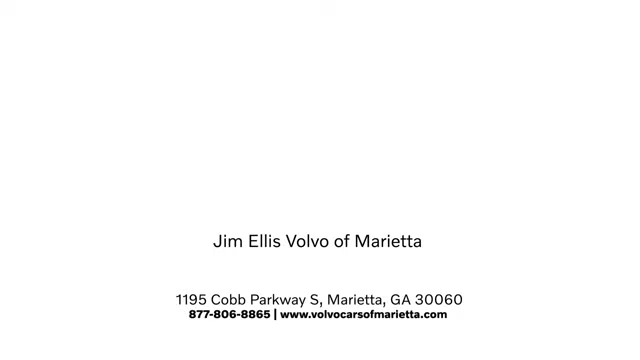 Jim Ellis Volvo of Marietta
1195 Cobb Parkway S, Marietta, GA 30060
877-806-8865 | www.volvocarsofmarietta.com